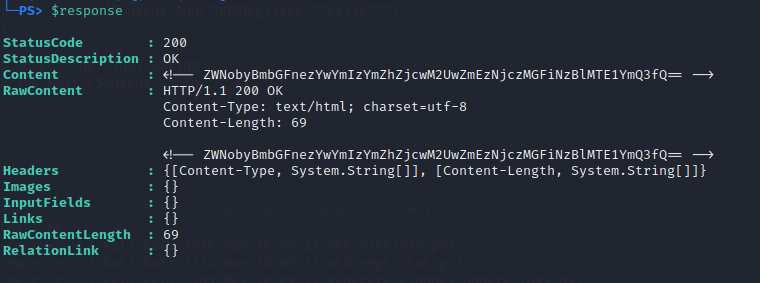 PS> $response
StatusCode : 200
StatusDescription : OK
Content : <!-- ZWNobyBmbGFnezYwYmIzYmZhZjcwM2UwZmEzNjczMGFiNzBlMTE1YmQ3fQ== -->
RawContent : HTTP/1.1 200 OK
Content-Type: text/html; charset=utf-8
Content-Length: 69
<!-- ZWNobyBmbGFnezYwYmIzYmZhZjcwM2UwZmEzNjczMGFiNzBlMTE1YmQ3fQ== -->
Headers : {[Content-Type, System.String[]], [Content-Length, System.String[]]}
Images : {}
InputFields : {}
Links : {}
RawContentLength : 69
RelationLink : {}